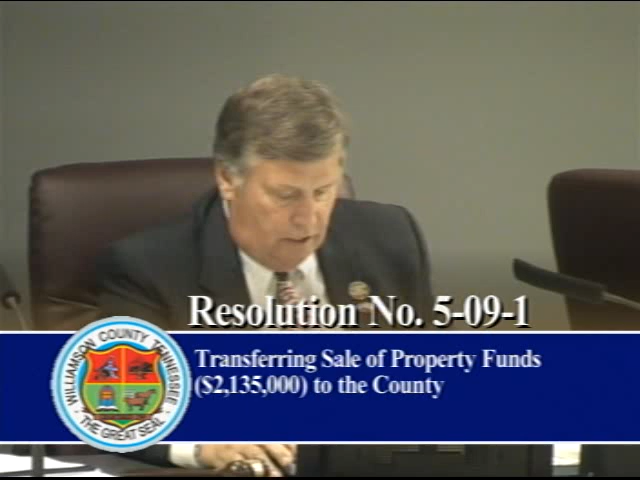 Resolution No. 5-09-1
Transferring Sale of Property Funds
($2,135,000) to the County
WILLIAMSON COUNTY TENNESSEE
THE GREAT SEAL